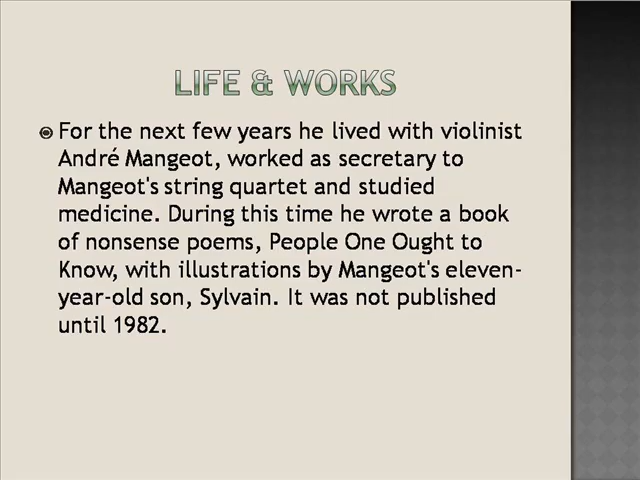 LIFE & WORKS
For the next few years he lived with violinist
André Mangeot, worked as secretary to
Mangeot's string quartet and studied
medicine. During this time he wrote a book
of nonsense poems, People One Ought to
Know, with illustrations by Mangeot's eleven-
year-old son, Sylvain. It was not published
until 1982.